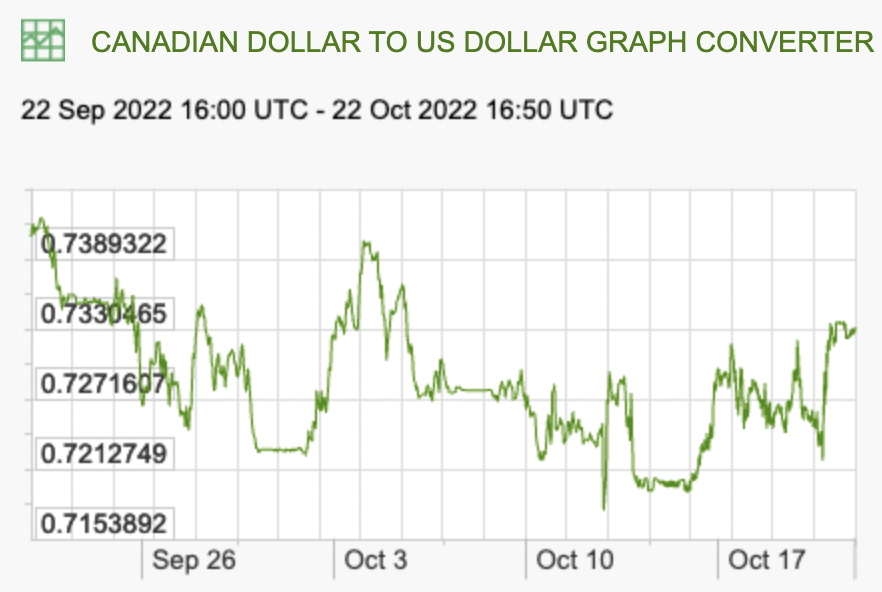 CANADIAN DOLLAR TO US DOLLAR GRAPH CONVERTER
22 Sep 2022 16:00 UTC - 22 Oct 2022 16:50 UTC
0.7389322
0.7330465
0.7271607
0.7212749
0.7153892
Sep 26 Oct 3 Oct 10 Oct 17